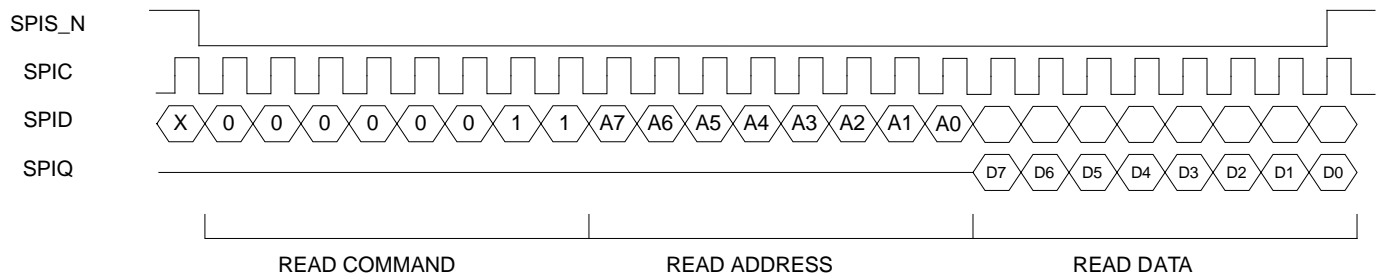 SPIS_N
SPIC
SPID X 0 0 0 0 0 0 1 1 A7 A6 A5 A4 A3 A2 A1 A0
SPIQ D7 D6 D5 D4 D3 D2 D1 D0
READ COMMAND READ ADDRESS READ DATA